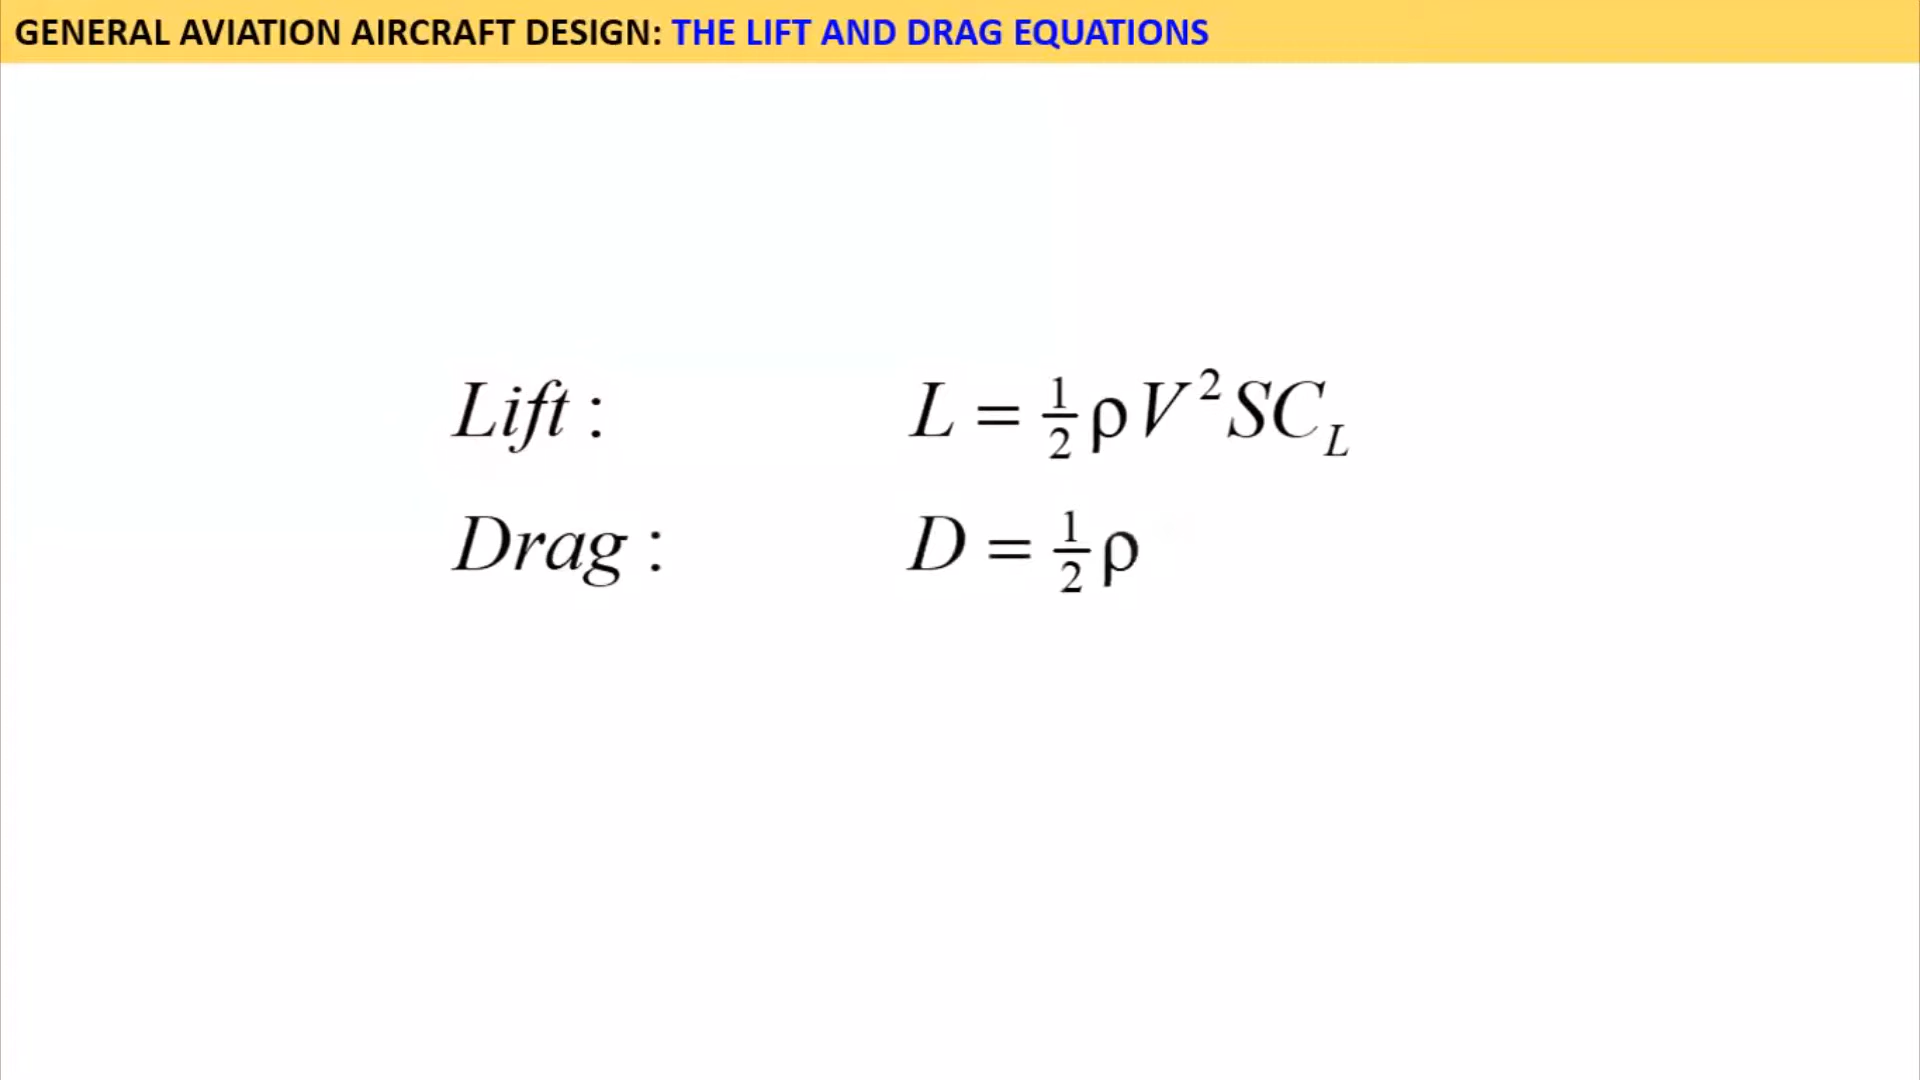 GENERAL AVIATION AIRCRAFT DESIGN: THE LIFT AND DRAG EQUATIONS
Lift : L = ½ρV²SC_L
Drag : D = ½ρ